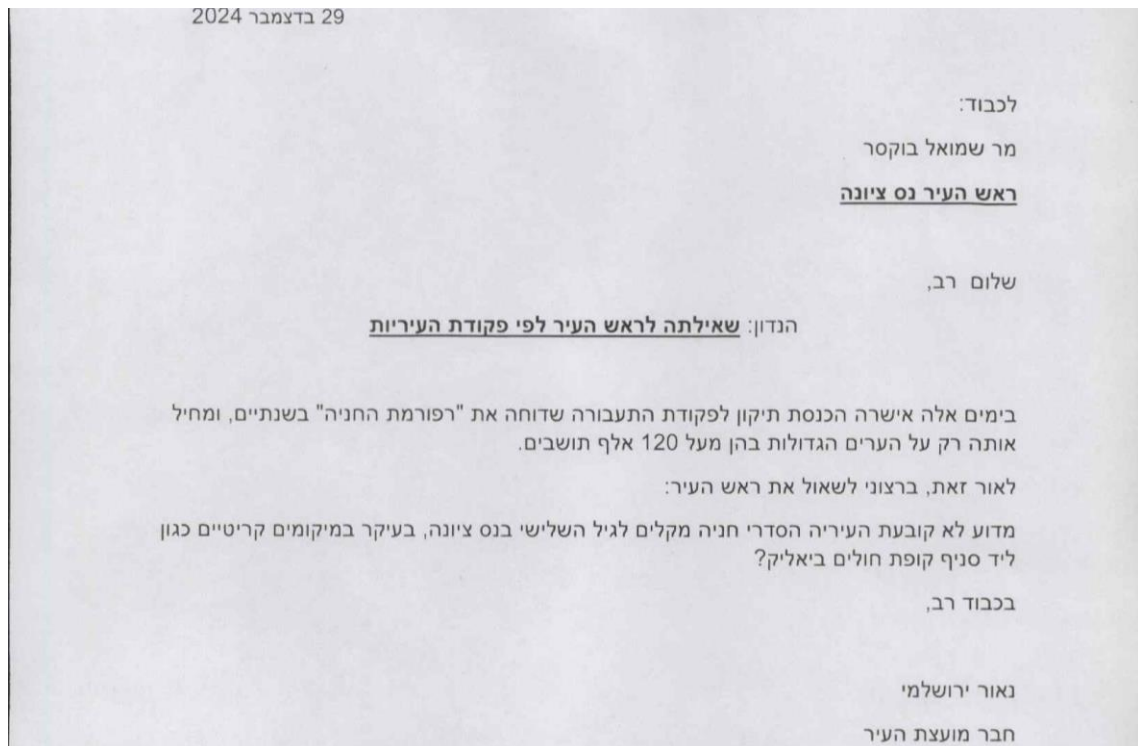 29 בדצמבר 2024
לכבוד:
מר שמואל בוקסר
ראש העיר נס ציונה
שלום רב,
הנדון: שאילתה לראש העיר לפי פקודת העיריות
בימים אלה אישרה הכנסת תיקון לפקודת התעבורה שדוחה את "רפורמת החניה" בשנתיים, ומחיל
אותה רק על הערים הגדולות בהן מעל 120 אלף תושבים.
לאור זאת, ברצוני לשאול את ראש העיר:
מדוע לא קובעת העיריה הסדרי חניה מקלים לגיל השלישי בנס ציונה, בעיקר במיקומים קריטיים כגון
ליד סניף קופת חולים ביאליק?
בכבוד רב,
נאור ירושלמי
חבר מועצת העיר